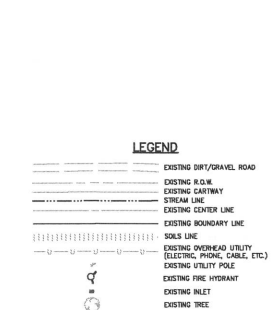 LEGEND
EXISTING DIRT/GRAVEL ROAD
EXISTING R.O.W.
EXISTING CARTWAY
STREAM LINE
EXISTING CENTER LINE
EXISTING BOUNDARY LINE
SOILS LINE
EXISTING OVERHEAD UTILITY
(ELECTRIC, PHONE, CABLE, ETC.)
EXISTING UTILITY POLE
EXISTING FIRE HYDRANT
EXISTING INLET
EXISTING TREE